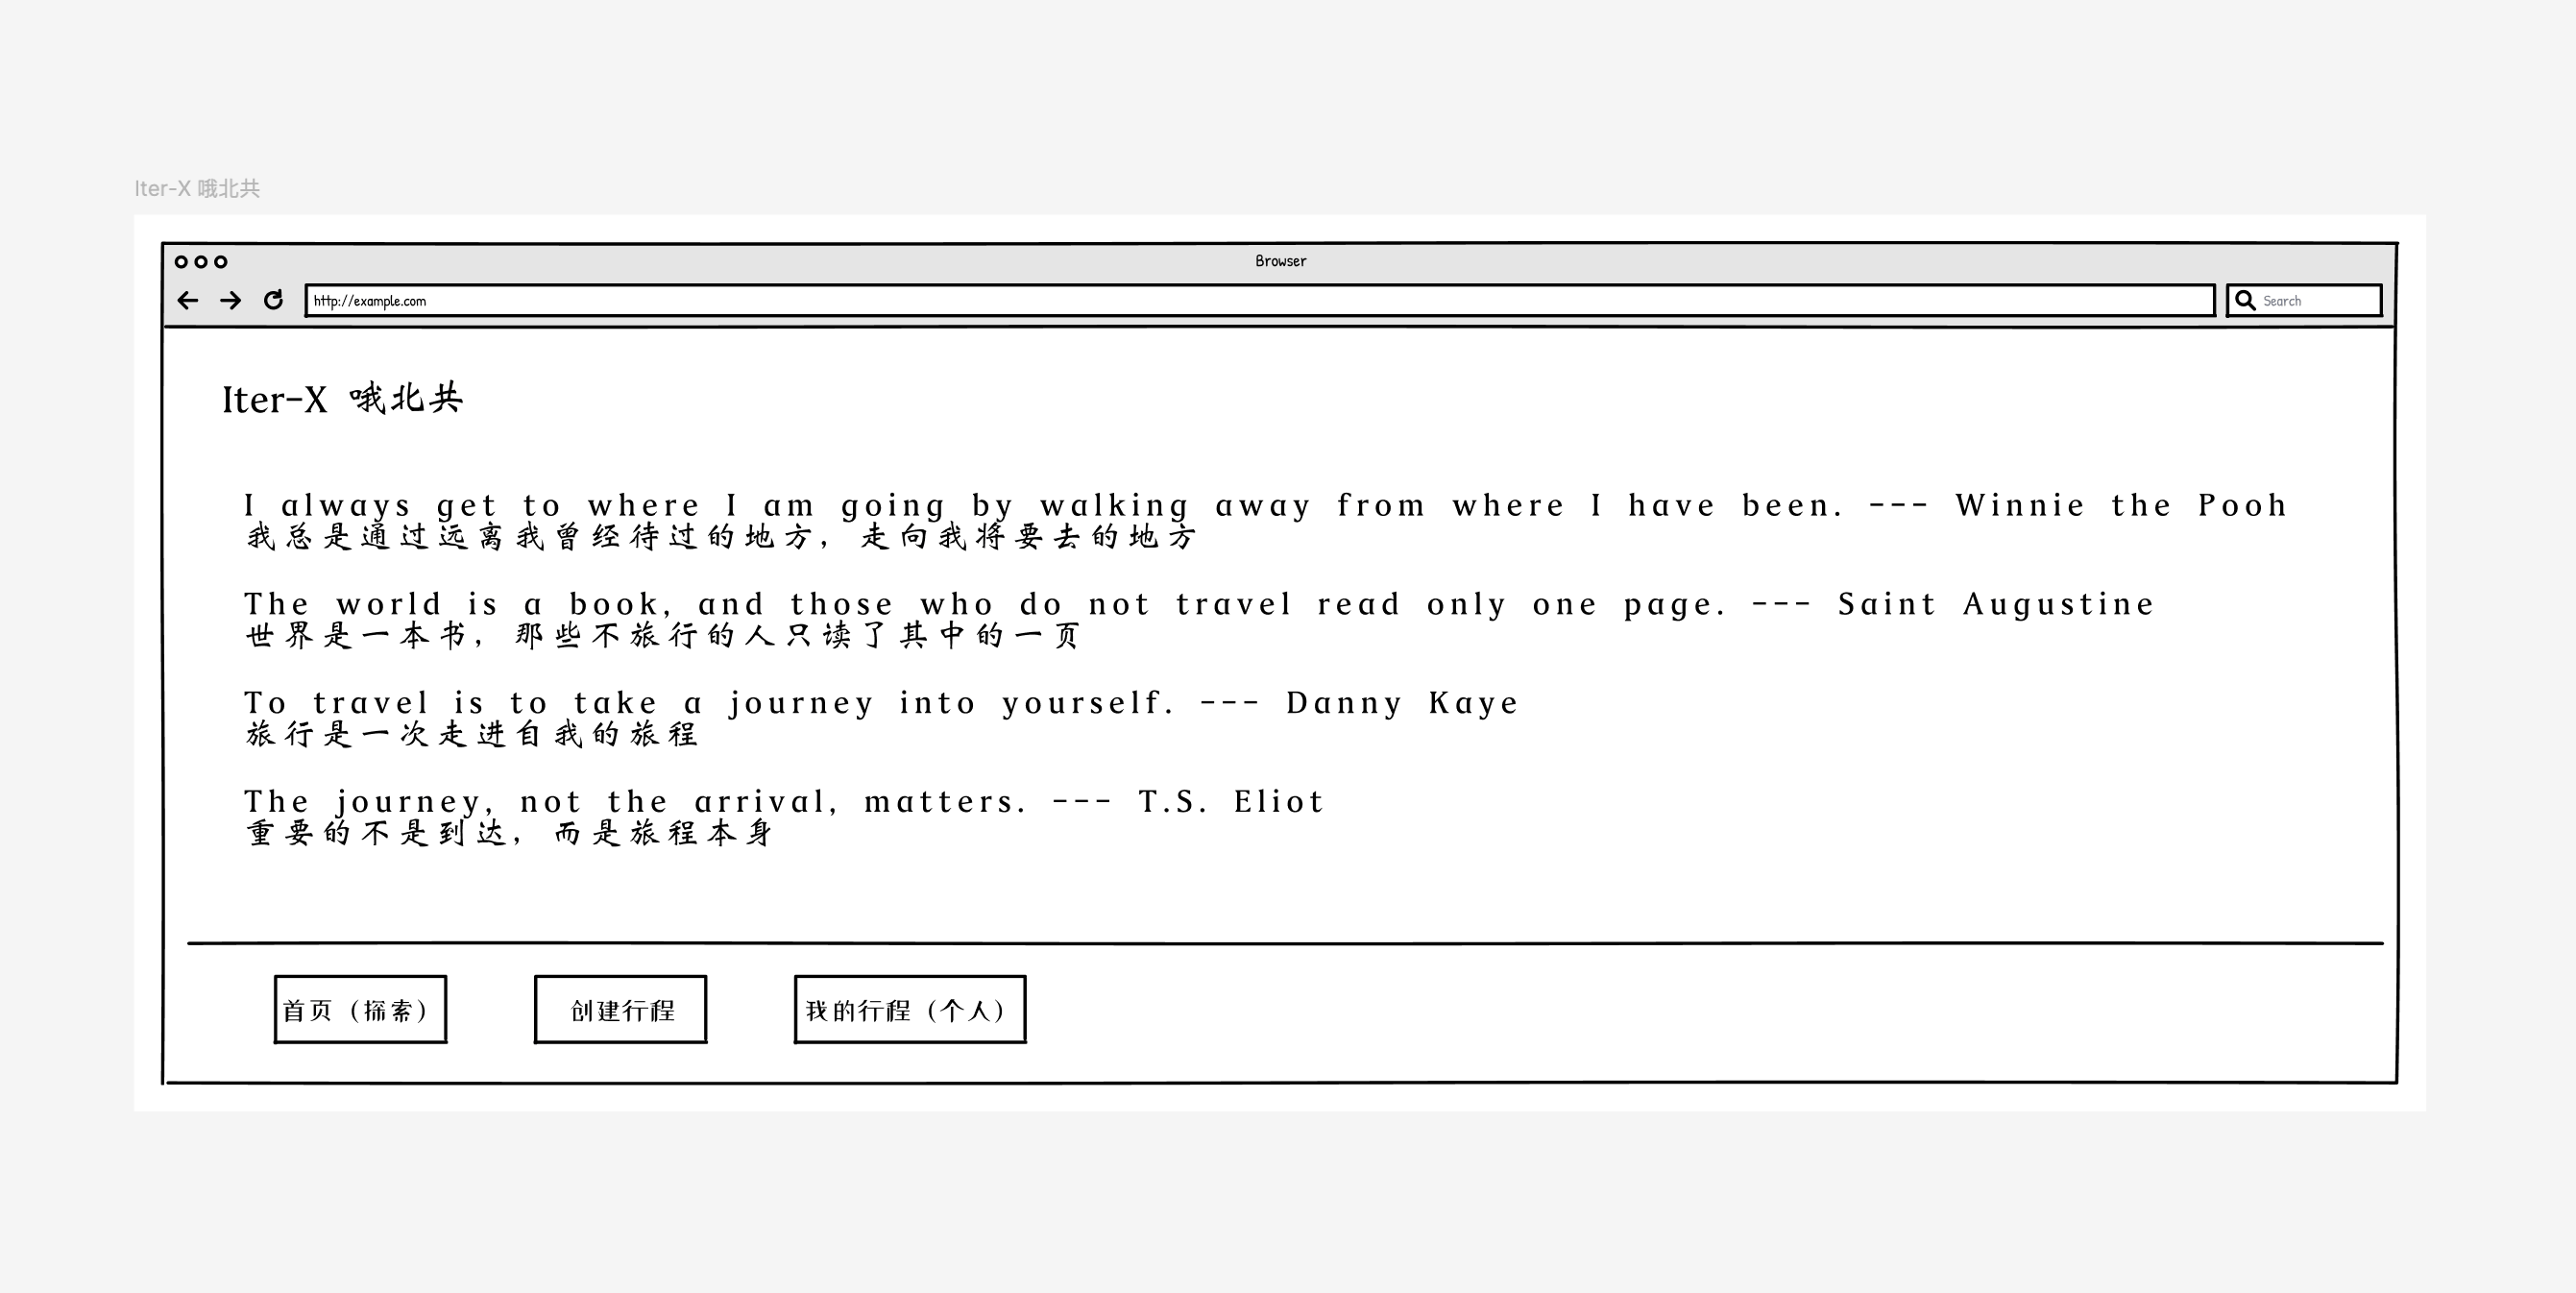 Iter-X 哦北共
Browser
http://example.com
Search
Iter-X 哦北共
I always get to where I am going by walking away from where I have been. --- Winnie the Pooh
我总是通过远离我曾经待过的地方，走向我将要去的地方
The world is a book, and those who do not travel read only one page. --- Saint Augustine
世界是一本书，那些不旅行的人只读了其中的一页
To travel is to take a journey into yourself. --- Danny Kaye
旅行是一次走进自我的旅程
The journey, not the arrival, matters. --- T.S. Eliot
重要的不是到达，而是旅程本身
首页（探索）
创建行程
我的行程（个人）